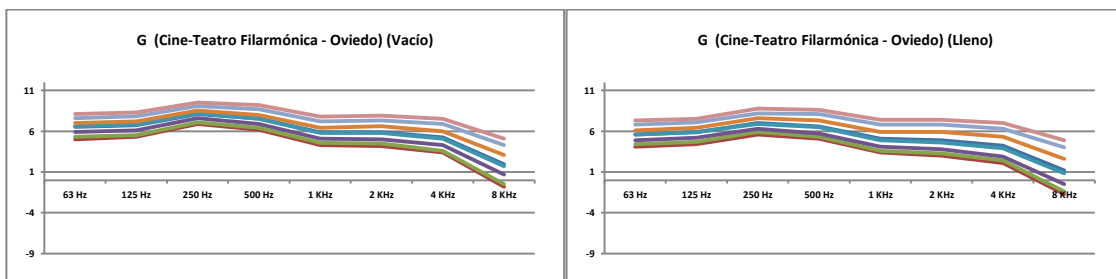 G (Cine-Teatro Filarmónica - Oviedo) (Vacío)
11
6
1
-4
-9
63 Hz 125 Hz 250 Hz 500 Hz 1 KHz 2 KHz 4 KHz 8 KHz
G (Cine-Teatro Filarmónica - Oviedo) (Lleno)
11
6
1
-4
-9
63 Hz 125 Hz 250 Hz 500 Hz 1 KHz 2 KHz 4 KHz 8 KHz